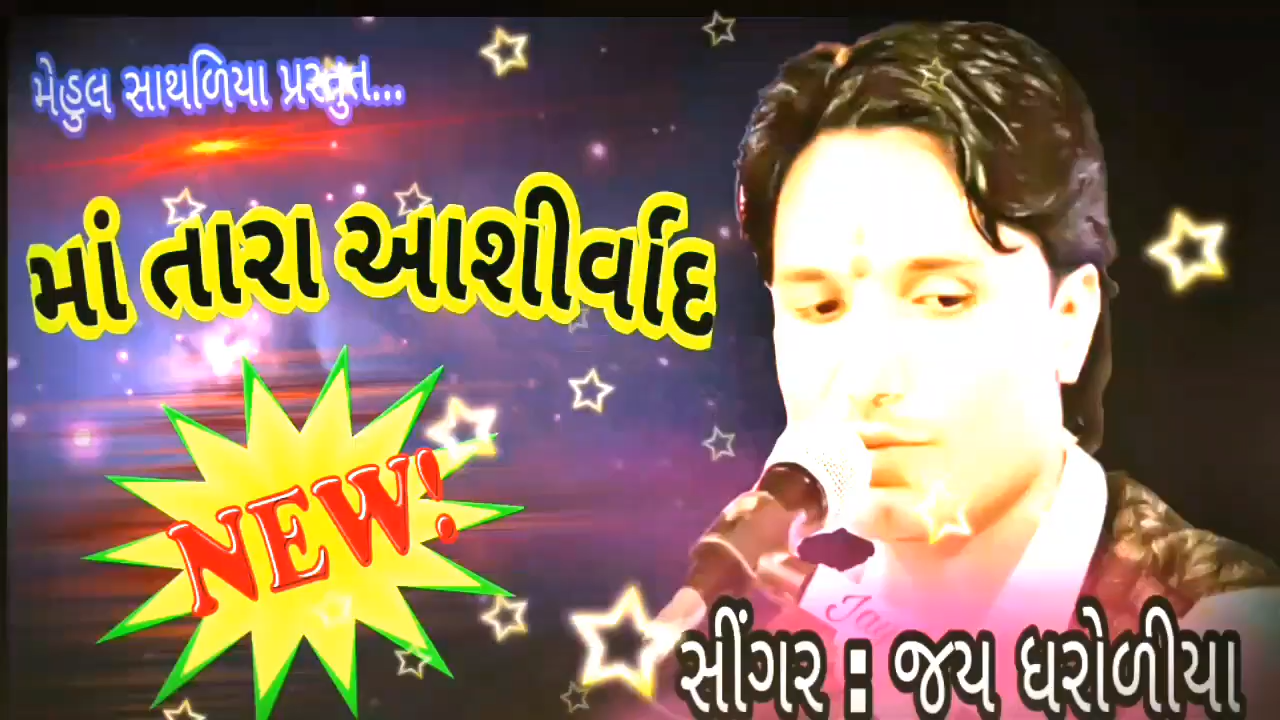 મેહુલ સાથળિયા પ્રસ્તુત...
માં તારા આશીર્વાદ
NEW!
સીંગર : જય ધરોળીયા